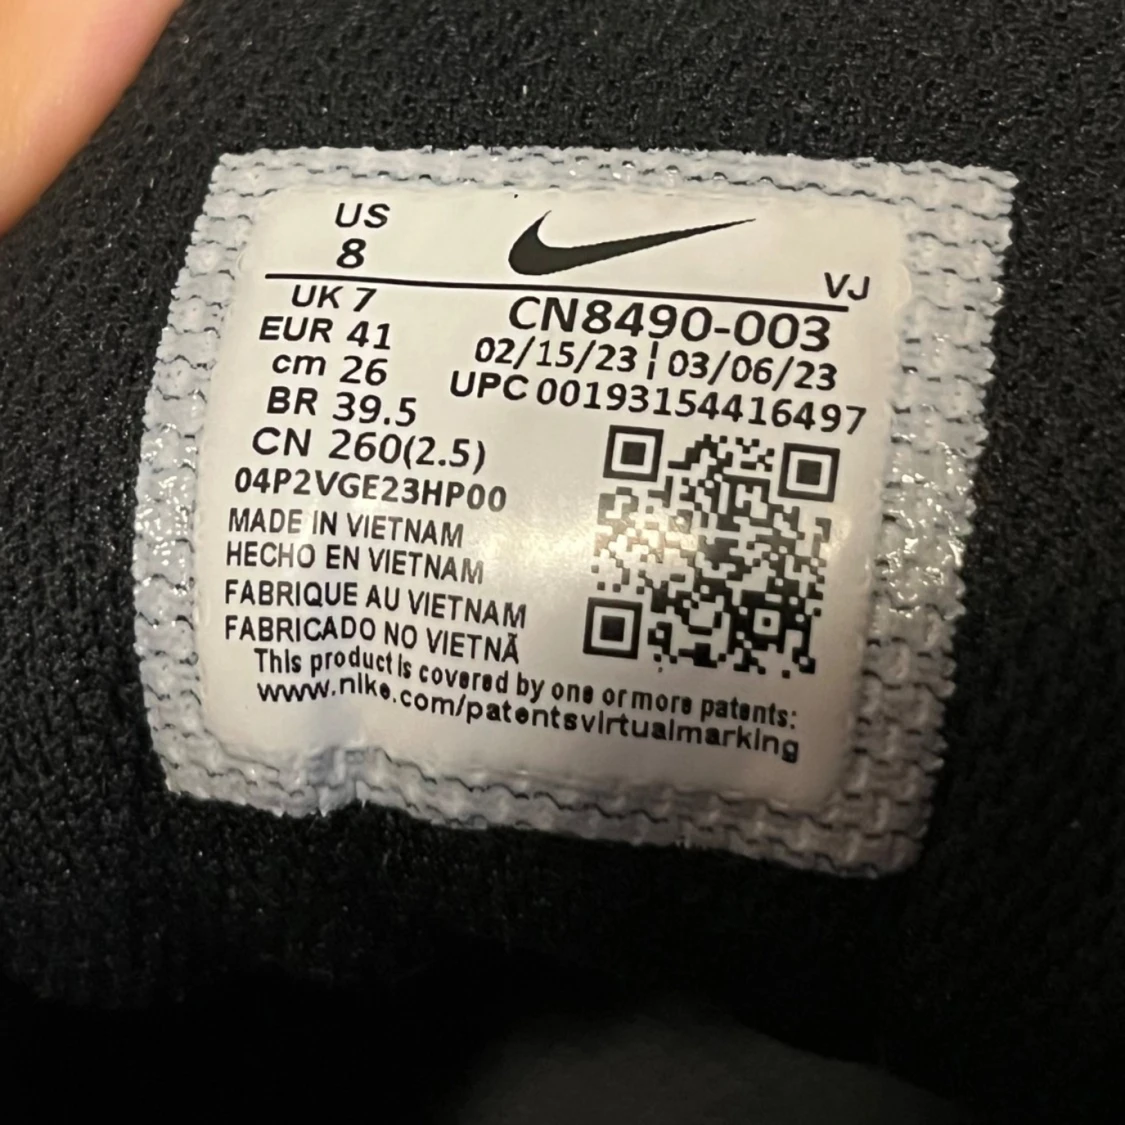 US
8
VJ
UK 7
EUR 41
cm 26
BR 39.5
CN 260(2.5)
CN8490-003
02/15/23 ¦ 03/06/23
UPC 00193154416497
04P2VGE23HP00
MADE IN VIETNAM
HECHO EN VIETNAM
FABRIQUE AU VIETNAM
FABRICADO NO VIETNÃ
This product is covered by one or more patents:
www.nike.com/patentsvirtualmarking